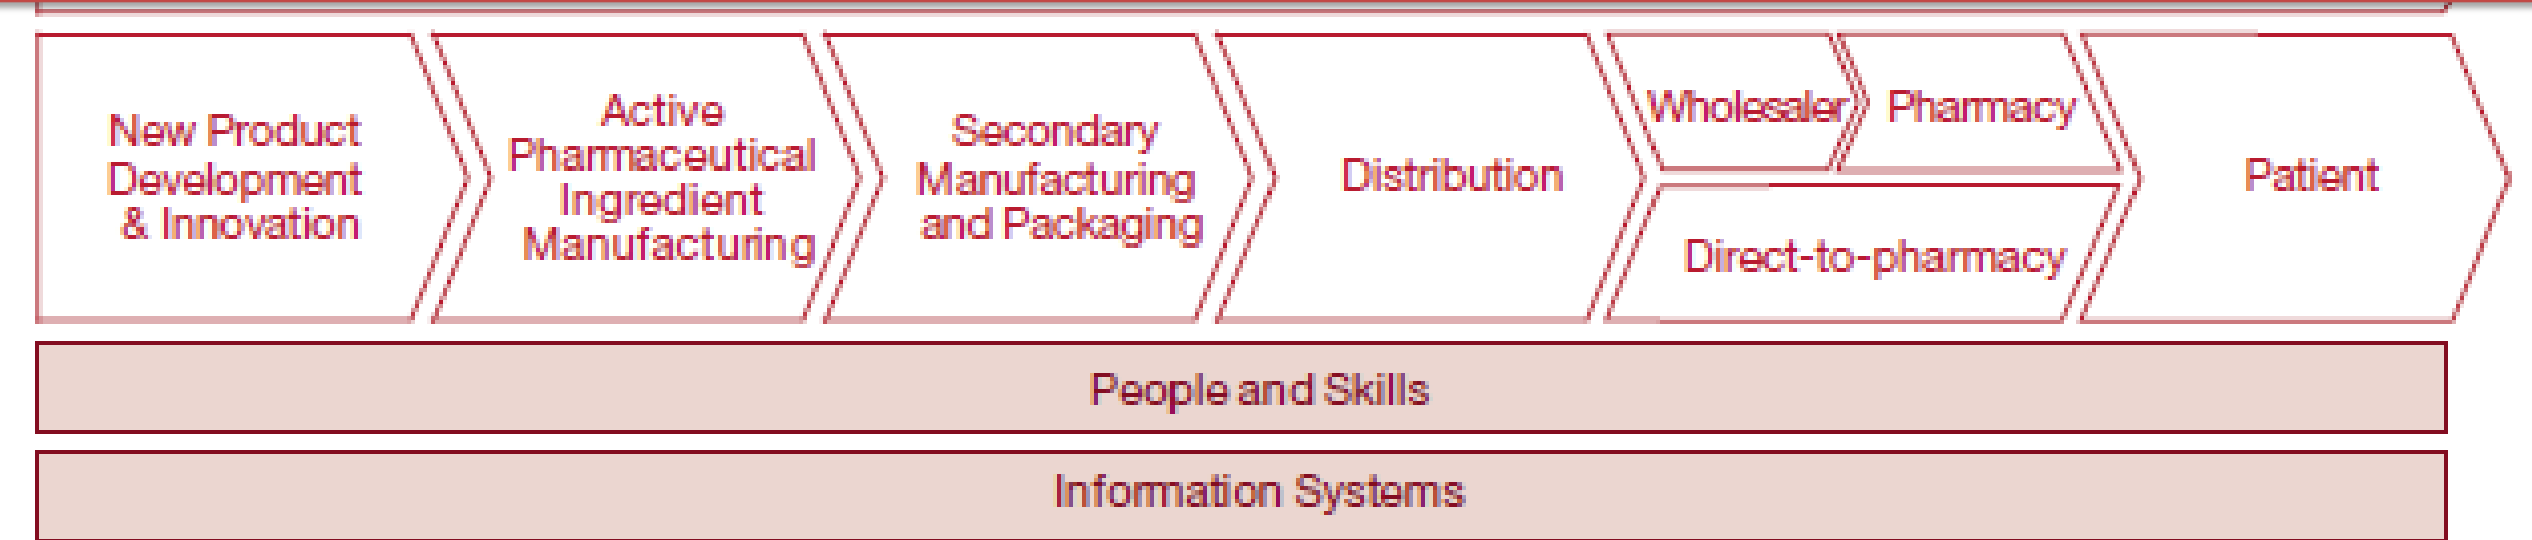 New Product
Development
& Innovation
Active
Pharmaceutical
Ingredient
Manufacturing
Secondary
Manufacturing
and Packaging
Distribution
Wholesaler
Pharmacy
Direct-to-pharmacy
Patient
People and Skills
Information Systems